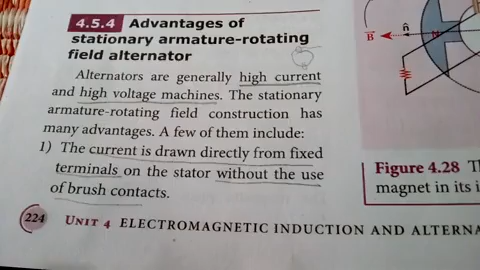 4.5.4 Advantages of
stationary armature-rotating
field alternator
Alternators are generally high current
and high voltage machines. The stationary
armature-rotating field construction has
many advantages. A few of them include:
1) The current is drawn directly from fixed
terminals on the stator without the use
of brush contacts.
n̂
B
N
Figure 4.28
magnet in its
224 UNIT 4 ELECTROMAGNETIC INDUCTION AND